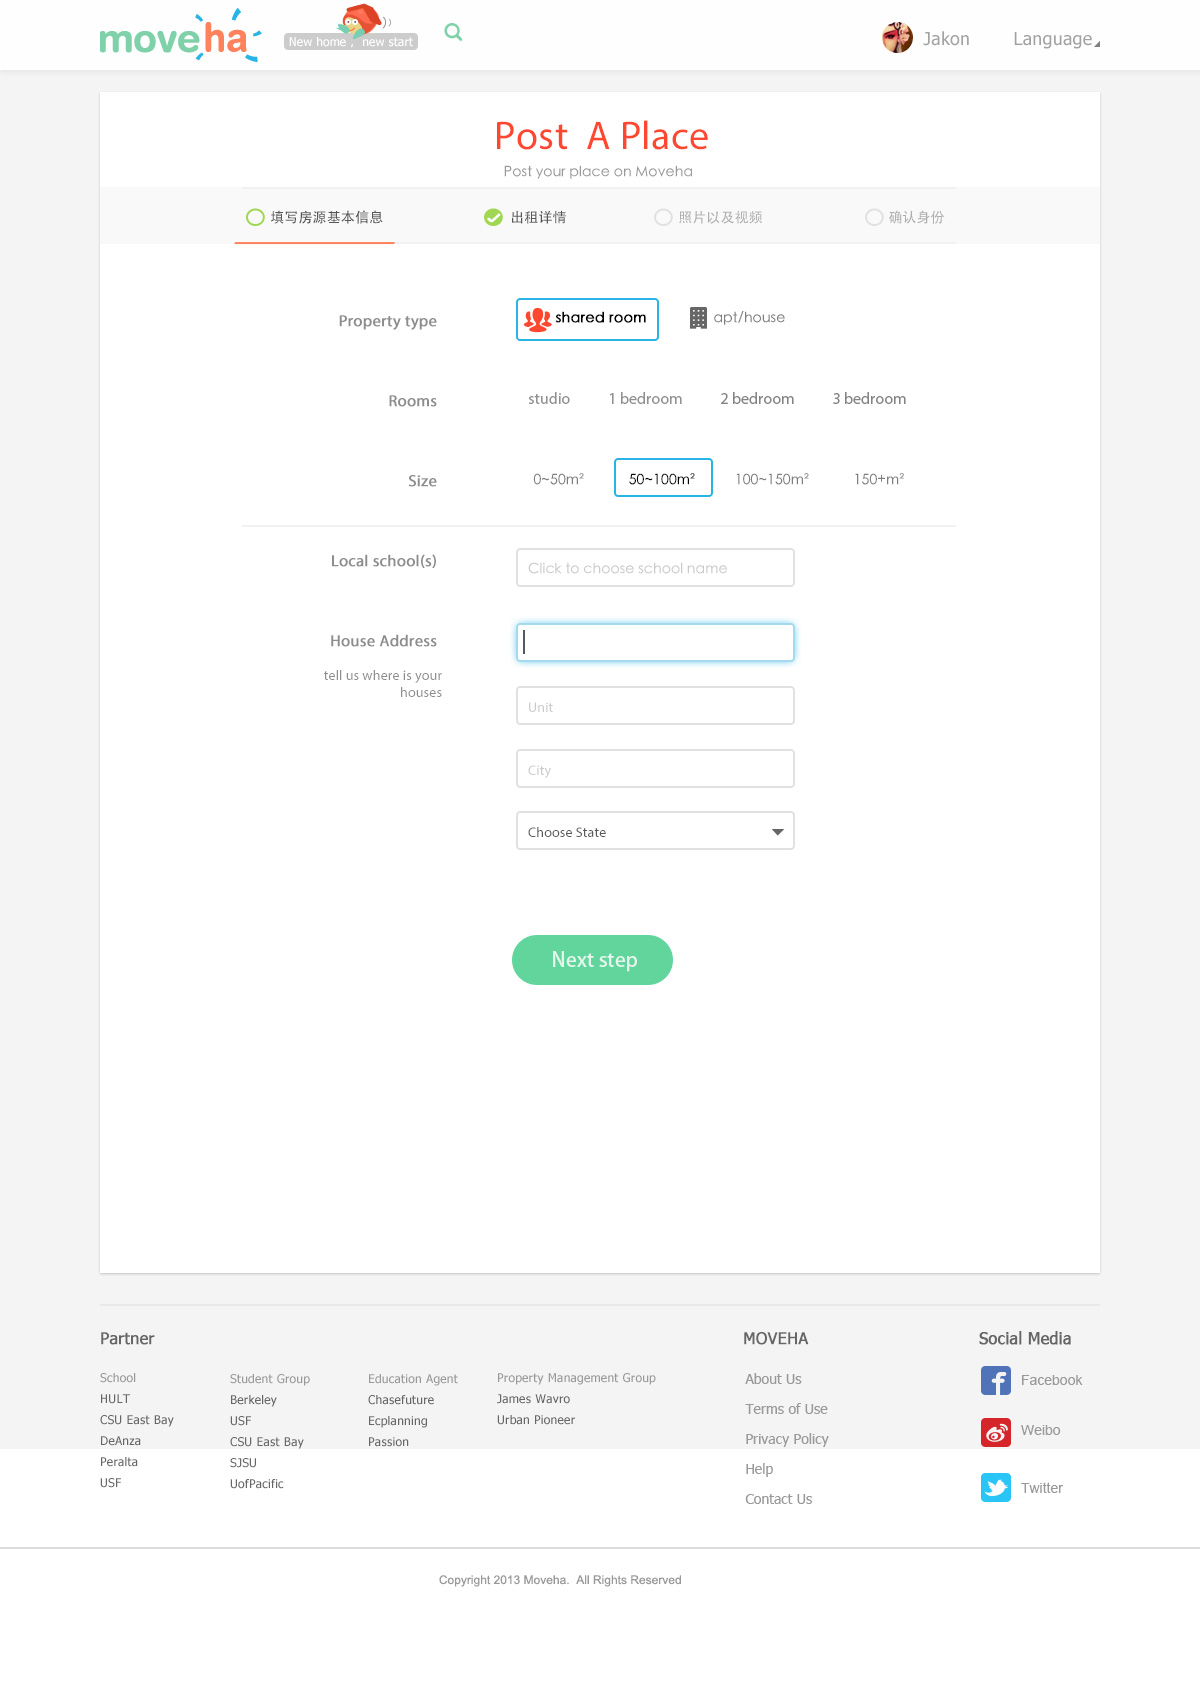 moveha
New home , new start
Jakon
Language
Post A Place
Post your place on Moveha
填写房源基本信息
出租详情
照片以及视频
确认身份
Property type
shared room
apt/house
Rooms
studio
1 bedroom
2 bedroom
3 bedroom
Size
0~50m²
50~100m²
100~150m²
150+m²
Local school(s)
Click to choose school name
House Address
tell us where is your
houses
Unit
City
Choose State
Next step
Partner
School
HULT
CSU East Bay
DeAnza
Peralta
USF
Student Group
Berkeley
USF
CSU East Bay
SJSU
UofPacific
Education Agent
Chasefuture
Ecplanning
Passion
Property Management Group
James Wavro
Urban Pioneer
MOVEHA
About Us
Terms of Use
Privacy Policy
Help
Contact Us
Social Media
Facebook
Weibo
Twitter
Copyright 2013 Moveha. All Rights Reserved